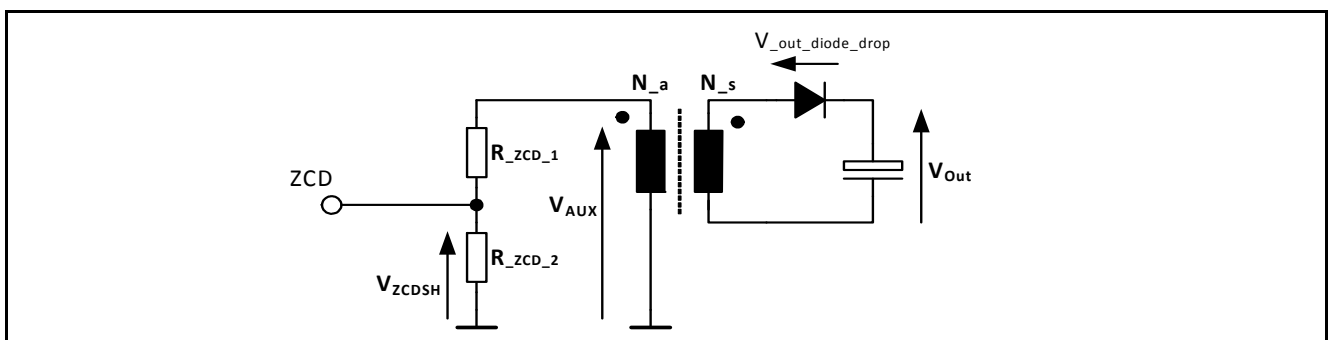 V_out_diode_drop
N_a N_s
R_ZCD_1
ZCD
V_AUX
V_Out
R_ZCD_2
V_ZCDSH